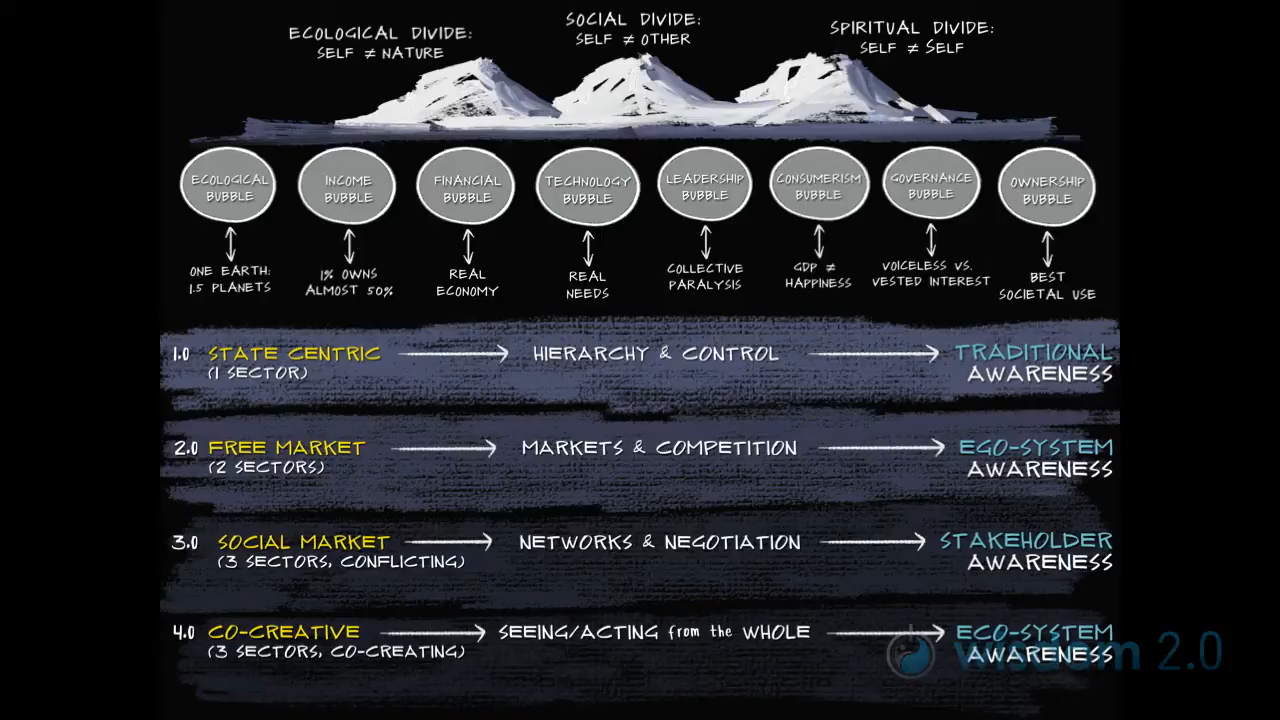 ECOLOGICAL DIVIDE:
SELF ≠ NATURE
SOCIAL DIVIDE:
SELF ≠ OTHER
SPIRITUAL DIVIDE:
SELF ≠ SELF
ECOLOGICAL
BUBBLE
INCOME
BUBBLE
FINANCIAL
BUBBLE
TECHNOLOGY
BUBBLE
LEADERSHIP
BUBBLE
CONSUMERISM
BUBBLE
GOVERNANCE
BUBBLE
OWNERSHIP
BUBBLE
ONE EARTH:
1.5 PLANETS
1% OWNS
ALMOST 50%
REAL
ECONOMY
REAL
NEEDS
COLLECTIVE
PARALYSIS
GDP ≠
HAPPINESS
VOICELESS VS.
VESTED INTEREST
BEST
SOCIETAL USE
1.0 STATE CENTRIC HIERARCHY & CONTROL TRADITIONAL
(1 SECTOR) AWARENESS
2.0 FREE MARKET MARKETS & COMPETITION EGO-SYSTEM
(2 SECTORS) AWARENESS
3.0 SOCIAL MARKET NETWORKS & NEGOTIATION STAKEHOLDER
(3 SECTORS, CONFLICTING) AWARENESS
4.0 CO-CREATIVE SEEING/ACTING from the WHOLE ECO-SYSTEM
(3 SECTORS, CO-CREATING) AWARENESS
wisdom 2.0